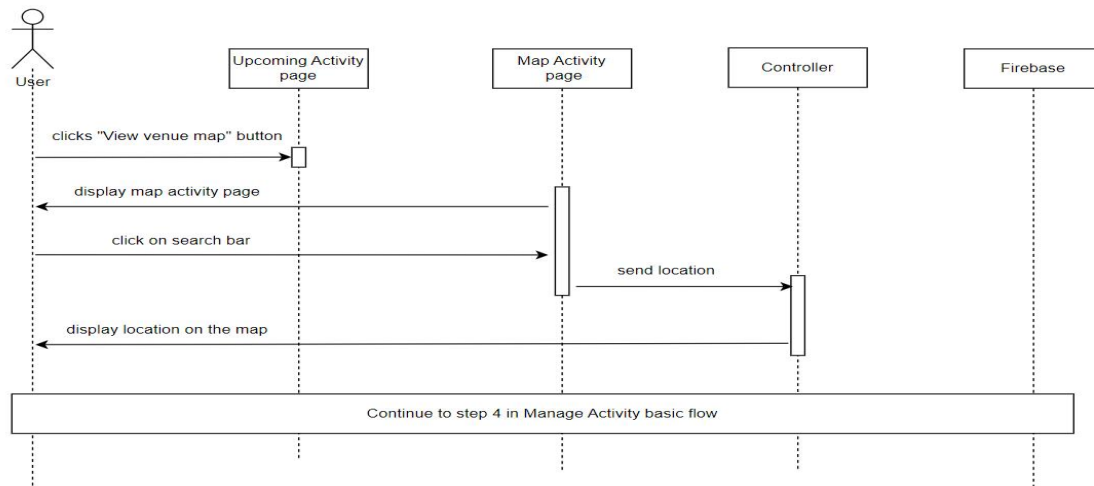 User
Upcoming Activity
page
Map Activity
page
Controller
Firebase
clicks "View venue map" button
display map activity page
click on search bar
send location
display location on the map
Continue to step 4 in Manage Activity basic flow